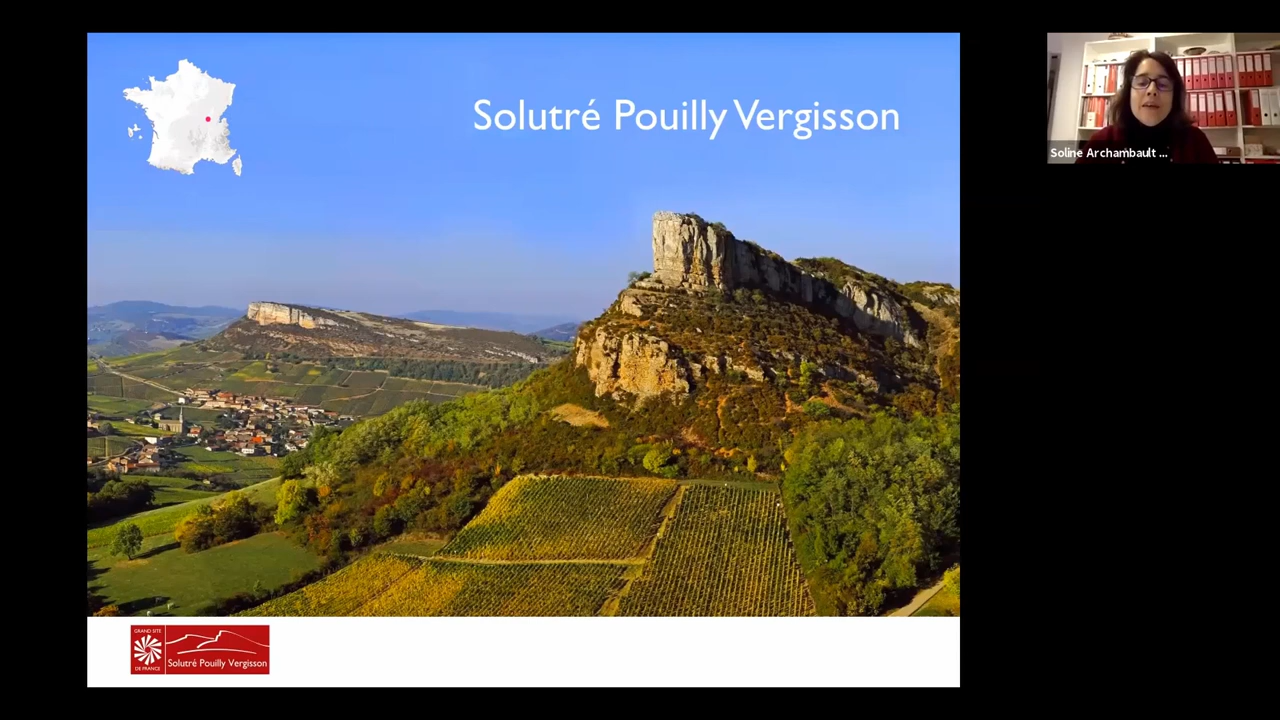 Solutré Pouilly Vergisson
Soline Archambault ...
GRAND SITE
DE FRANCE
Solutré Pouilly Vergisson